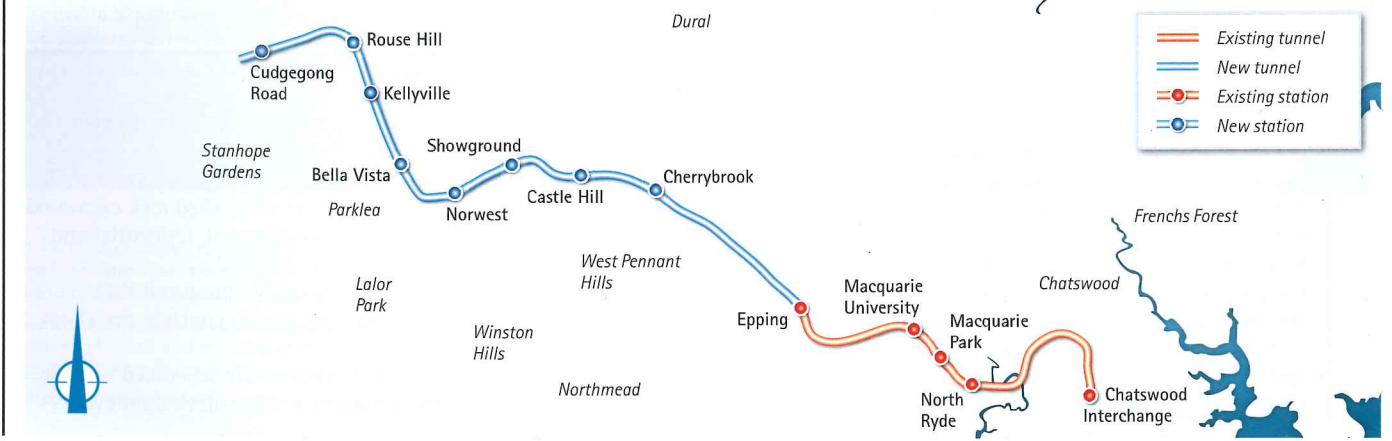 Dural
Existing tunnel
New tunnel
Existing station
New station
Rouse Hill
Cudgegong
Road
Kellyville
Stanhope
Gardens
Showground
Bella Vista
Cherrybrook
Castle Hill
Parklea
Norwest
Frenchs Forest
West Pennant
Hills
Lalor
Park
Macquarie
University
Chatswood
Epping
Macquarie
Park
Winston
Hills
Northmead
North
Ryde
Chatswood
Interchange